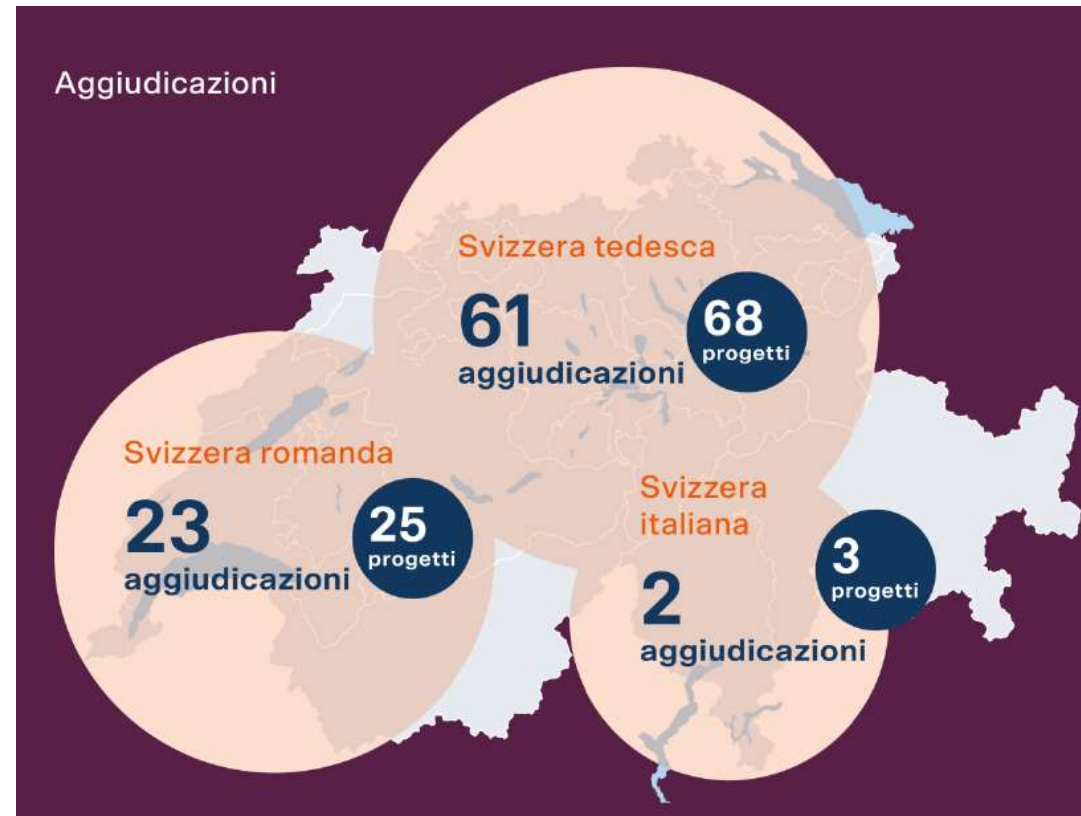 Aggiudicazioni
Svizzera tedesca
61
aggiudicazioni
68
progetti
Svizzera romanda
23
aggiudicazioni
25
progetti
Svizzera
italiana
2
aggiudicazioni
3
progetti